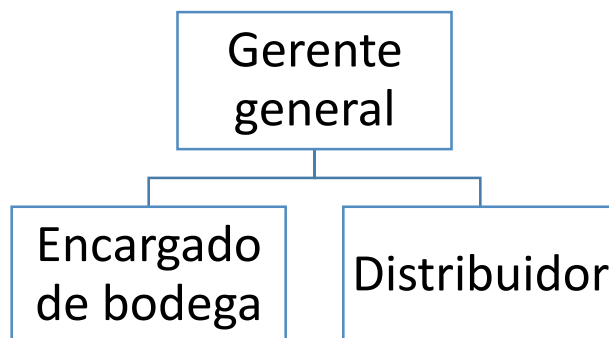 Gerente
general
Encargado
de bodega
Distribuidor